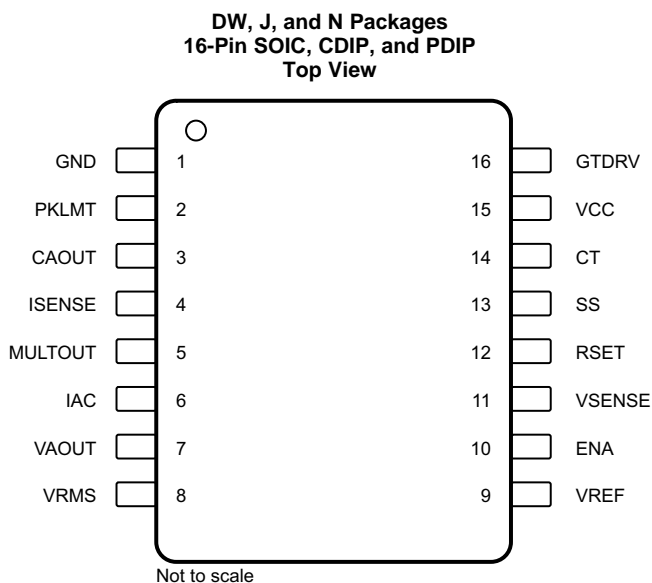 DW, J, and N Packages
16-Pin SOIC, CDIP, and PDIP
Top View
GND 1 16 GTDRV
PKLMT 2 15 VCC
CAOUT 3 14 CT
ISENSE 4 13 SS
MULTOUT 5 12 RSET
IAC 6 11 VSENSE
VAOUT 7 10 ENA
VRMS 8 9 VREF
Not to scale